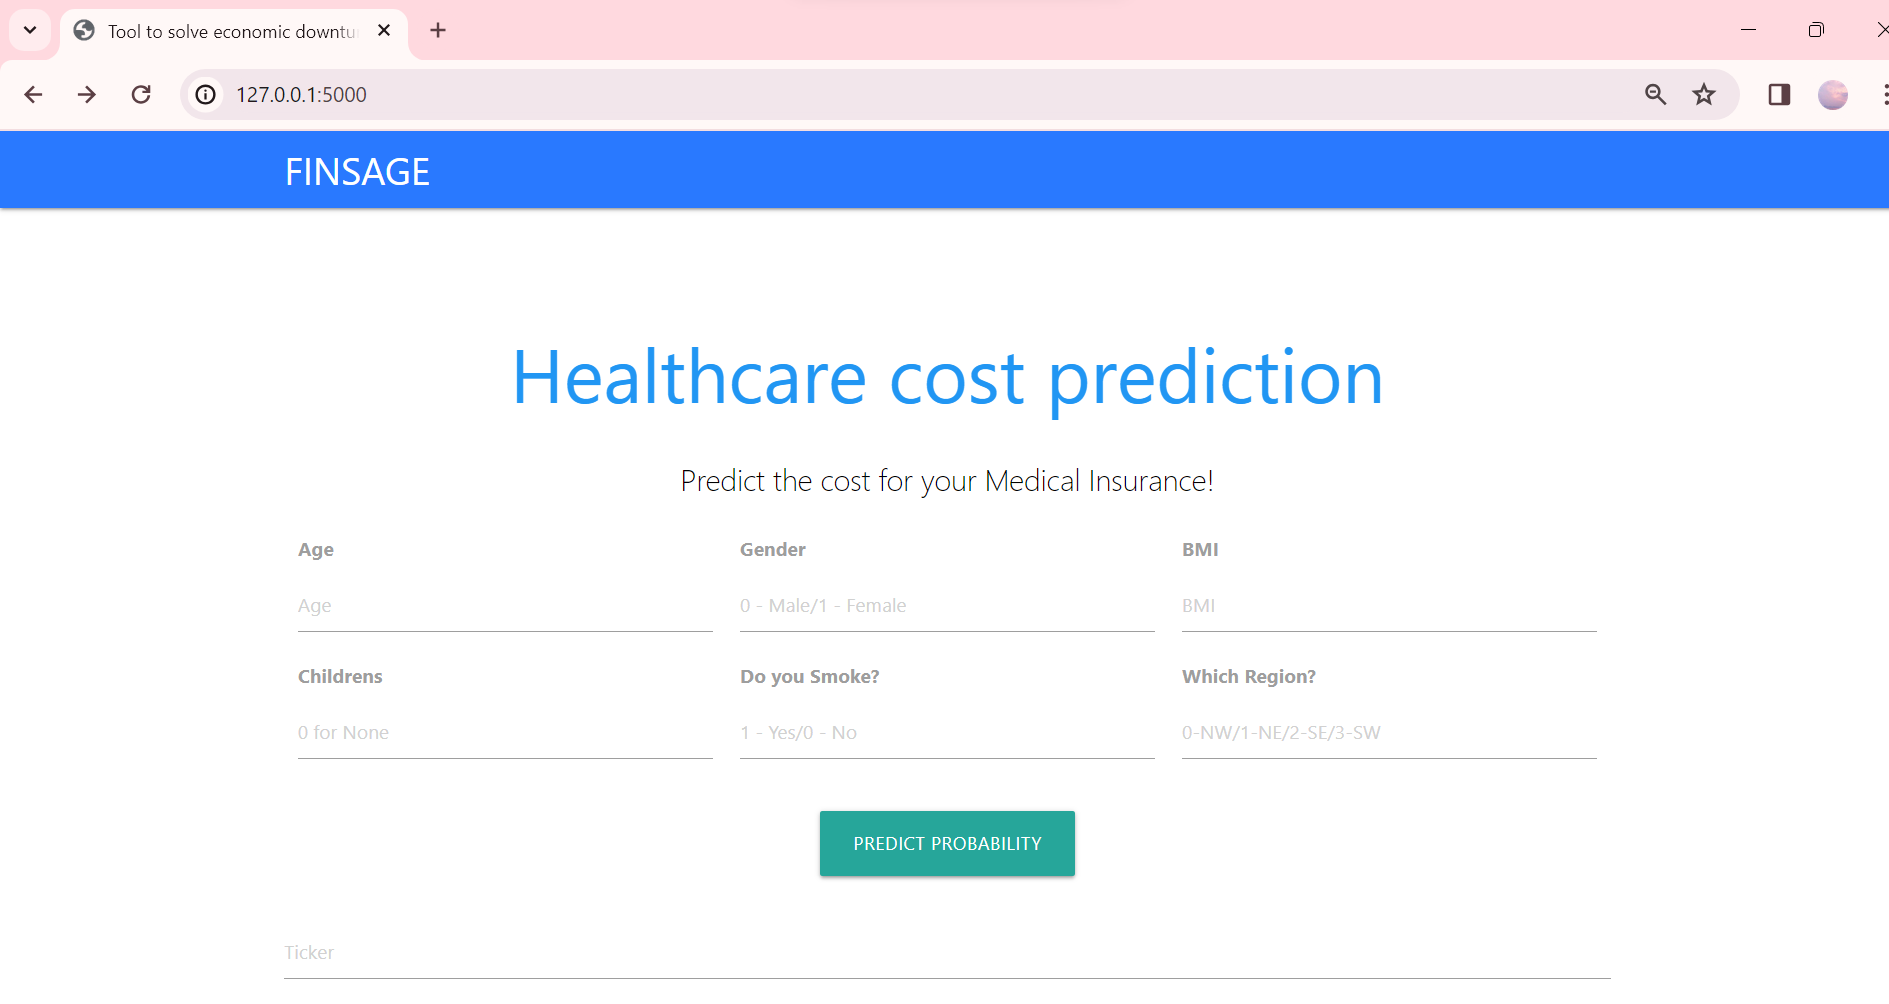 Tool to solve economic downtu
127.0.0.1:5000
FINSAGE
Healthcare cost prediction
Predict the cost for your Medical Insurance!
Age Gender BMI
Age 0 - Male/1 - Female BMI
Childrens Do you Smoke? Which Region?
0 for None 1 - Yes/0 - No 0-NW/1-NE/2-SE/3-SW
PREDICT PROBABILITY
Ticker